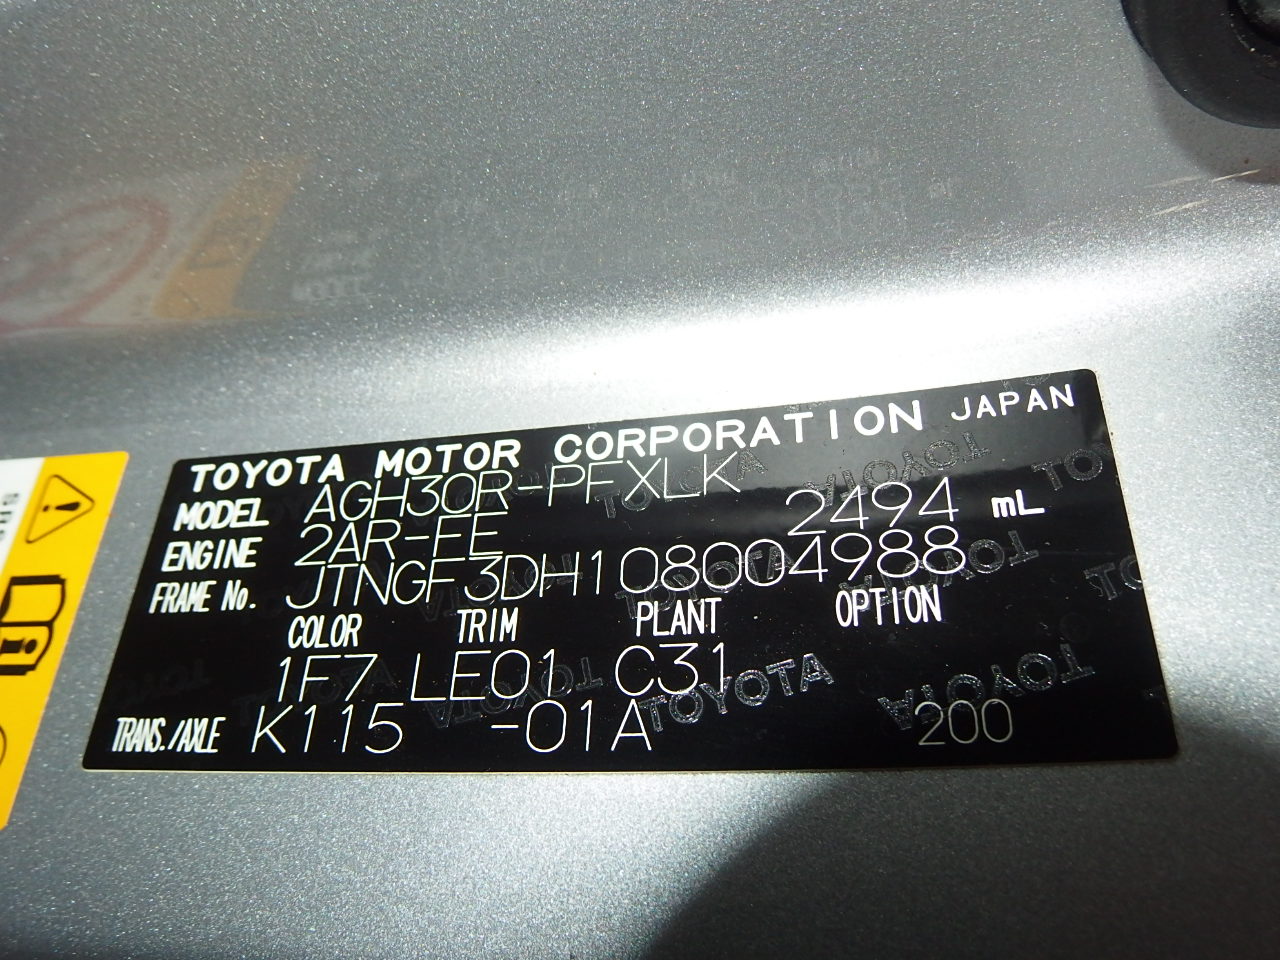 TOYOTA MOTOR CORPORATION JAPAN
MODEL AGH30R-PFXLK
ENGINE 2AR-FE 2494 mL
FRAME No. JTNGF3DH108004988
COLOR TRIM PLANT OPTION
1F7 LE01 C31
TRANS./AXLE K115 -01A 200